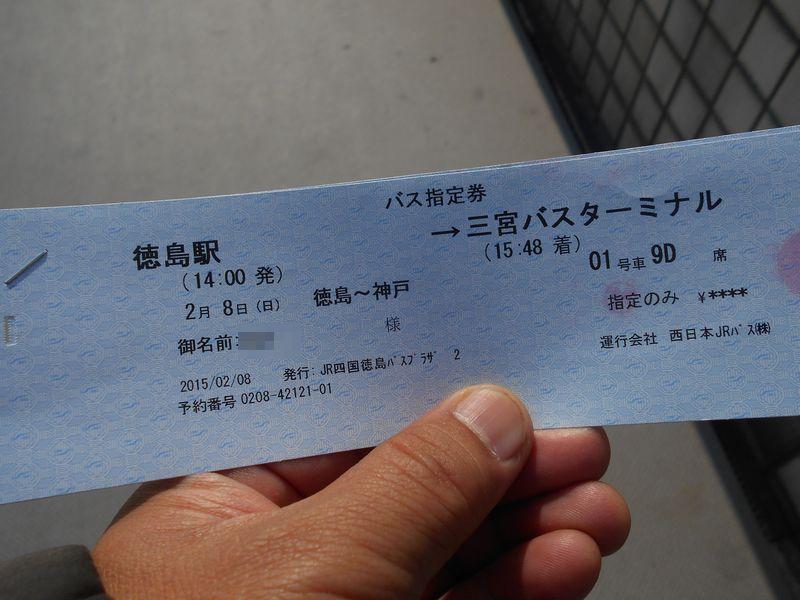 バス指定券
徳島駅 → 三宮バスターミナル
(14:00 発) (15:48 着) 01 号車 9D 席
2月 8日(日) 徳島～神戸 指定のみ ¥****
御名前: 様
運行会社 西日本JRバス㈱
2015/02/08 発行: JR四国徳島バスプラザ 2
予約番号 0208-42121-01